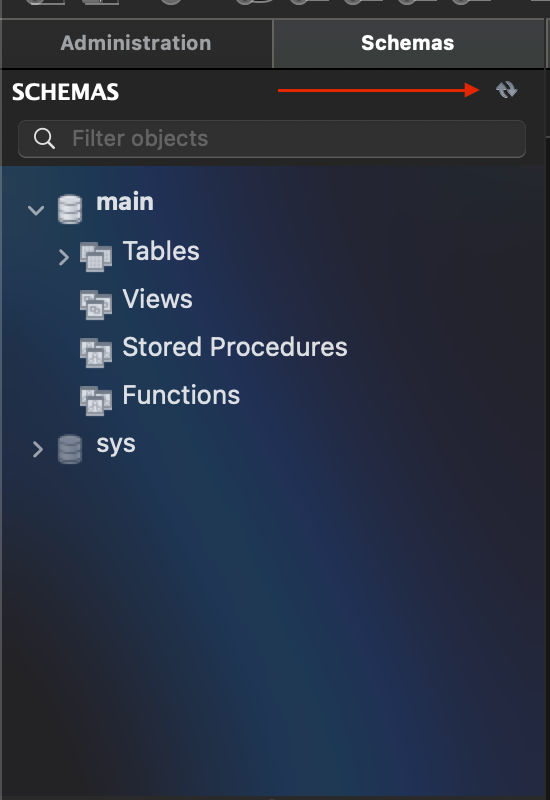 Administration
Schemas
SCHEMAS
Filter objects
main
Tables
Views
Stored Procedures
Functions
sys